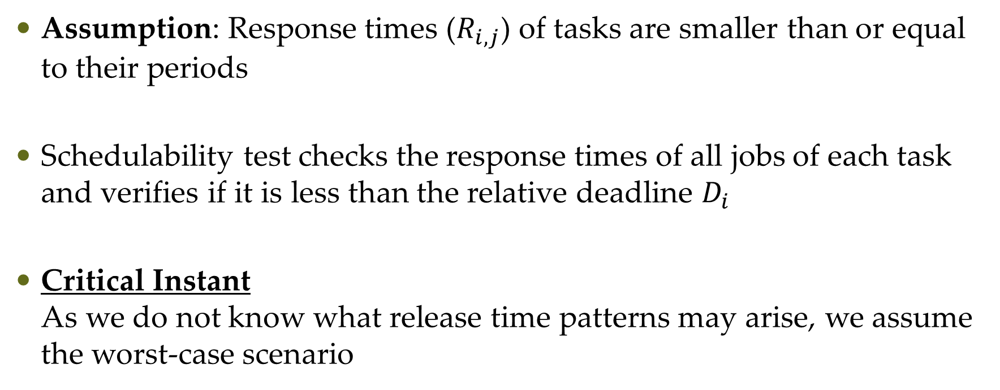 • Assumption: Response times (R_{i,j}) of tasks are smaller than or equal
to their periods
• Schedulability test checks the response times of all jobs of each task
and verifies if it is less than the relative deadline D_i
• Critical Instant
As we do not know what release time patterns may arise, we assume
the worst-case scenario